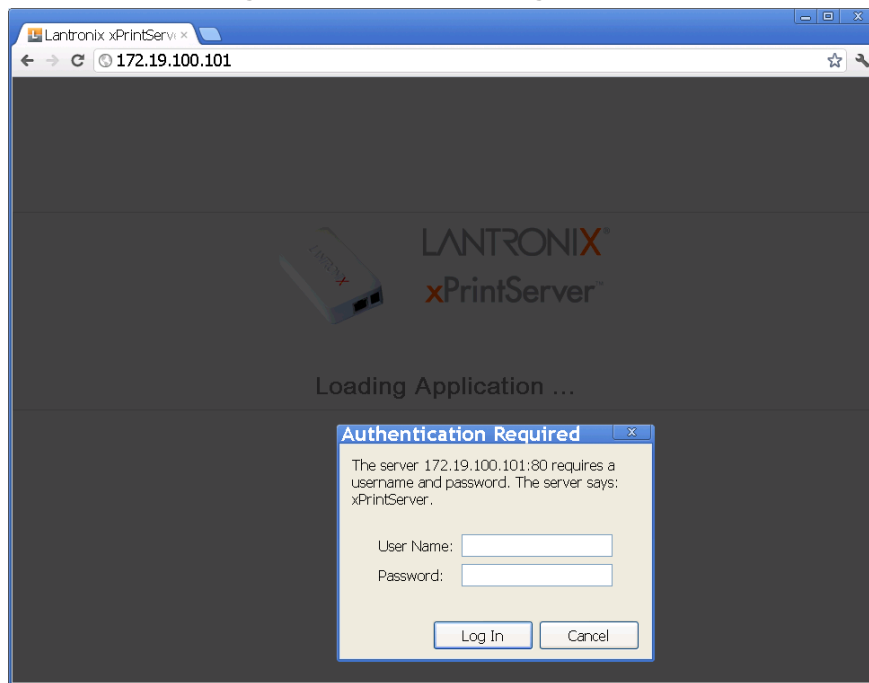 Lantronix xPrintServ
172.19.100.101
LANTRONIX®
xPrintServer™
Loading Application ...
Authentication Required
The server 172.19.100.101:80 requires a
username and password. The server says:
xPrintServer.
User Name:
Password:
Log In Cancel